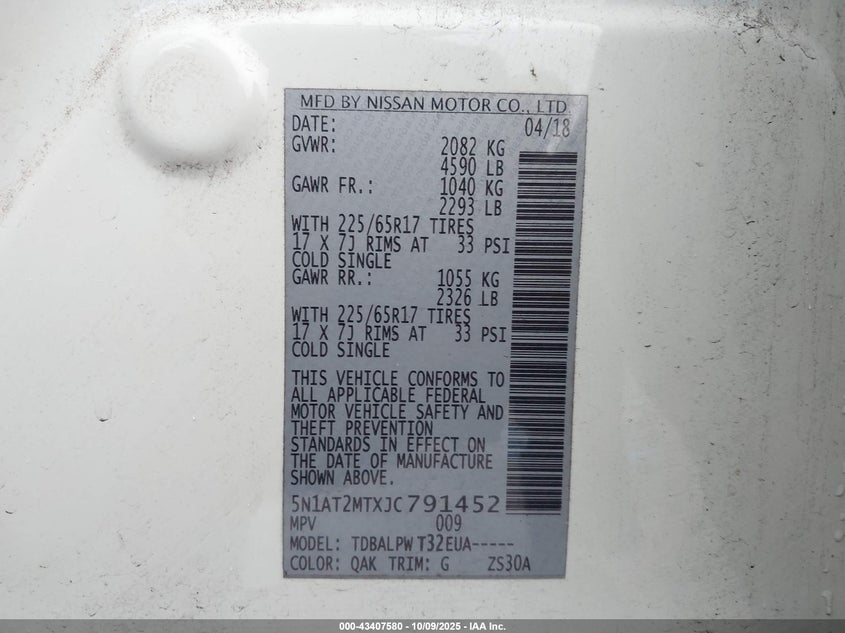 MFD BY NISSAN MOTOR CO., LTD.
DATE: 04/18
GVWR: 2082 KG
4590 LB
GAWR FR.: 1040 KG
2293 LB
WITH 225/65R17 TIRES
17 X 7J RIMS AT 33 PSI
COLD SINGLE
GAWR RR.: 1055 KG
2326 LB
WITH 225/65R17 TIRES
17 X 7J RIMS AT 33 PSI
COLD SINGLE
THIS VEHICLE CONFORMS TO
ALL APPLICABLE FEDERAL
MOTOR VEHICLE SAFETY AND
THEFT PREVENTION
STANDARDS IN EFFECT ON
THE DATE OF MANUFACTURE
SHOWN ABOVE.
5N1AT2MTXJC791452
MPV 009
MODEL: TDBALPW T32EUA-----
COLOR: QAK TRIM: G ZS30A
000-43407580 - 10/09/2025 - IAA Inc.